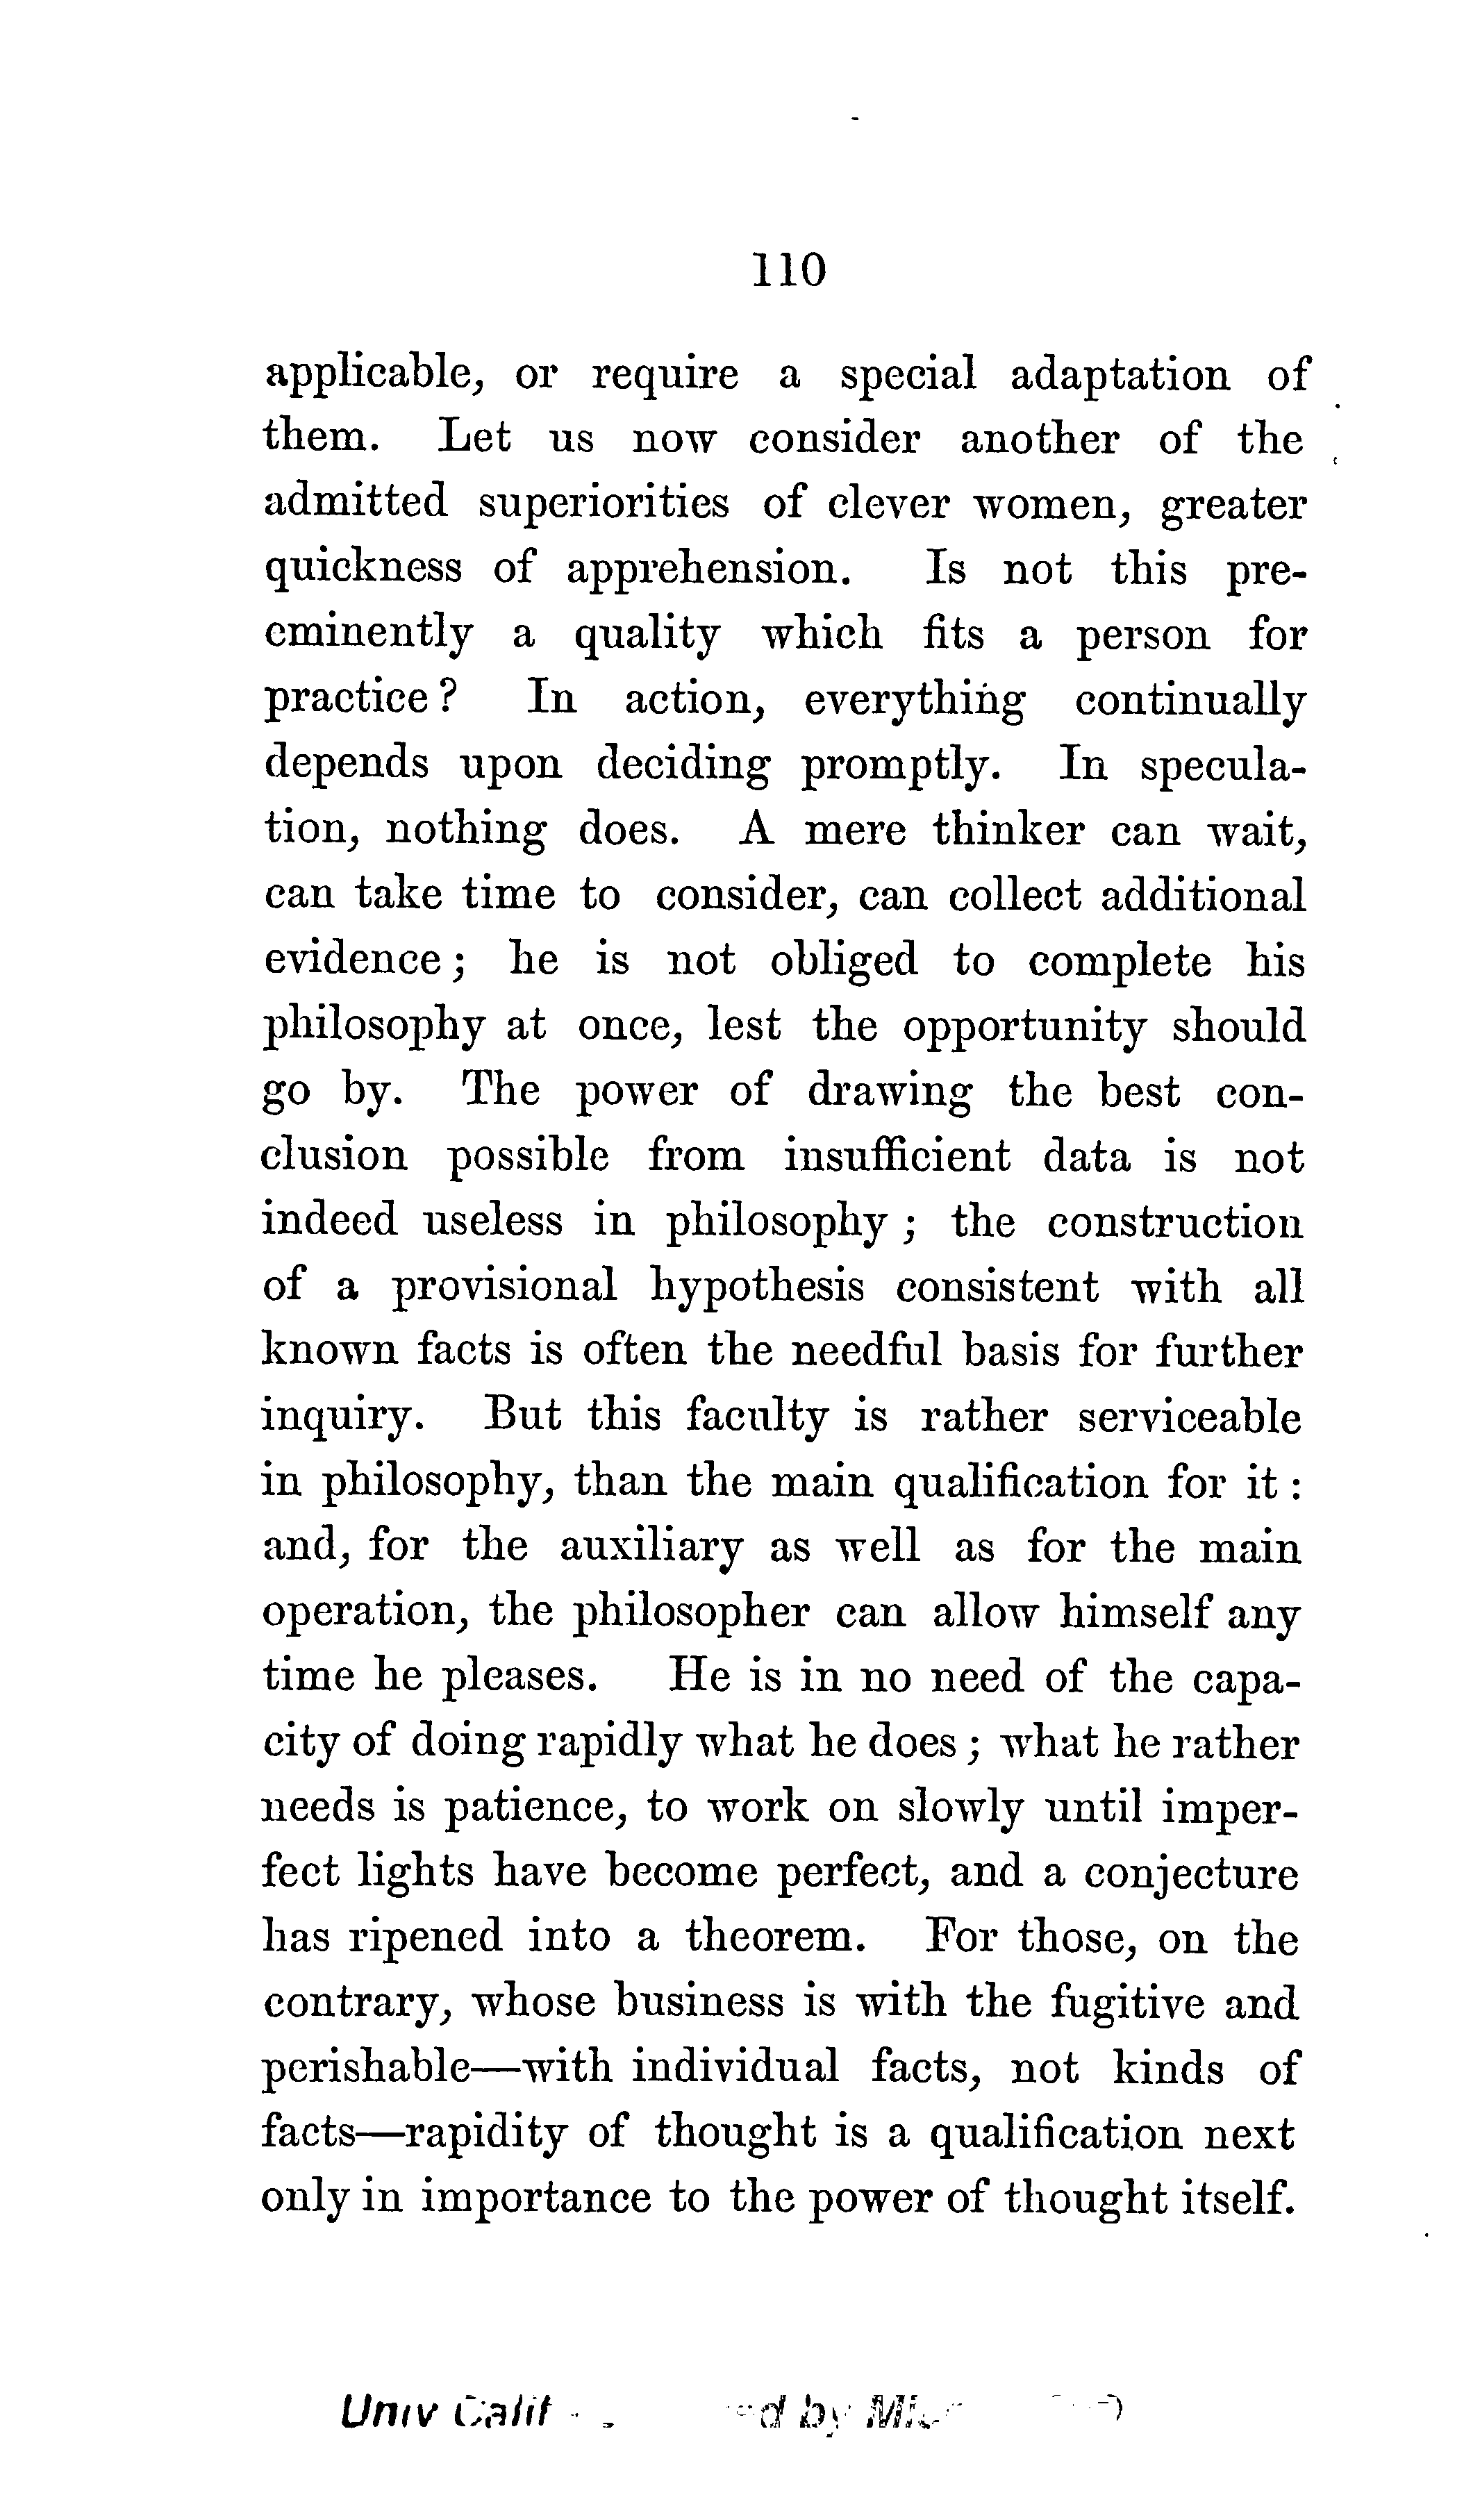 110
applicable, or require a special adaptation of
them. Let us now consider another of the
admitted superiorities of clever women, greater
quickness of apprehension. Is not this pre-
eminently a quality which fits a person for
practice? In action, everything continually
depends upon deciding promptly. In specula-
tion, nothing does. A mere thinker can wait,
can take time to consider, can collect additional
evidence; he is not obliged to complete his
philosophy at once, lest the opportunity should
go by. The power of drawing the best con-
clusion possible from insufficient data is not
indeed useless in philosophy; the construction
of a provisional hypothesis consistent with all
known facts is often the needful basis for further
inquiry. But this faculty is rather serviceable
in philosophy, than the main qualification for it:
and, for the auxiliary as well as for the main
operation, the philosopher can allow himself any
time he pleases. He is in no need of the capa-
city of doing rapidly what he does; what he rather
needs is patience, to work on slowly until imper-
fect lights have become perfect, and a conjecture
has ripened into a theorem. For those, on the
contrary, whose business is with the fugitive and
perishable—with individual facts, not kinds of
facts—rapidity of thought is a qualification next
only in importance to the power of thought itself.
Univ Calif by